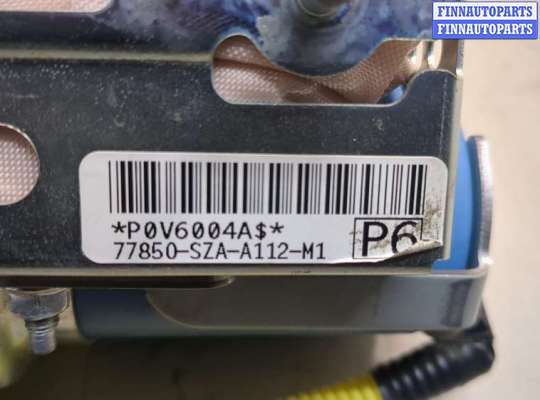 FINNAUTOPARTS
FINNAUTOPARTS
*P0V6004A$*
77850-SZA-A112-M1 P6